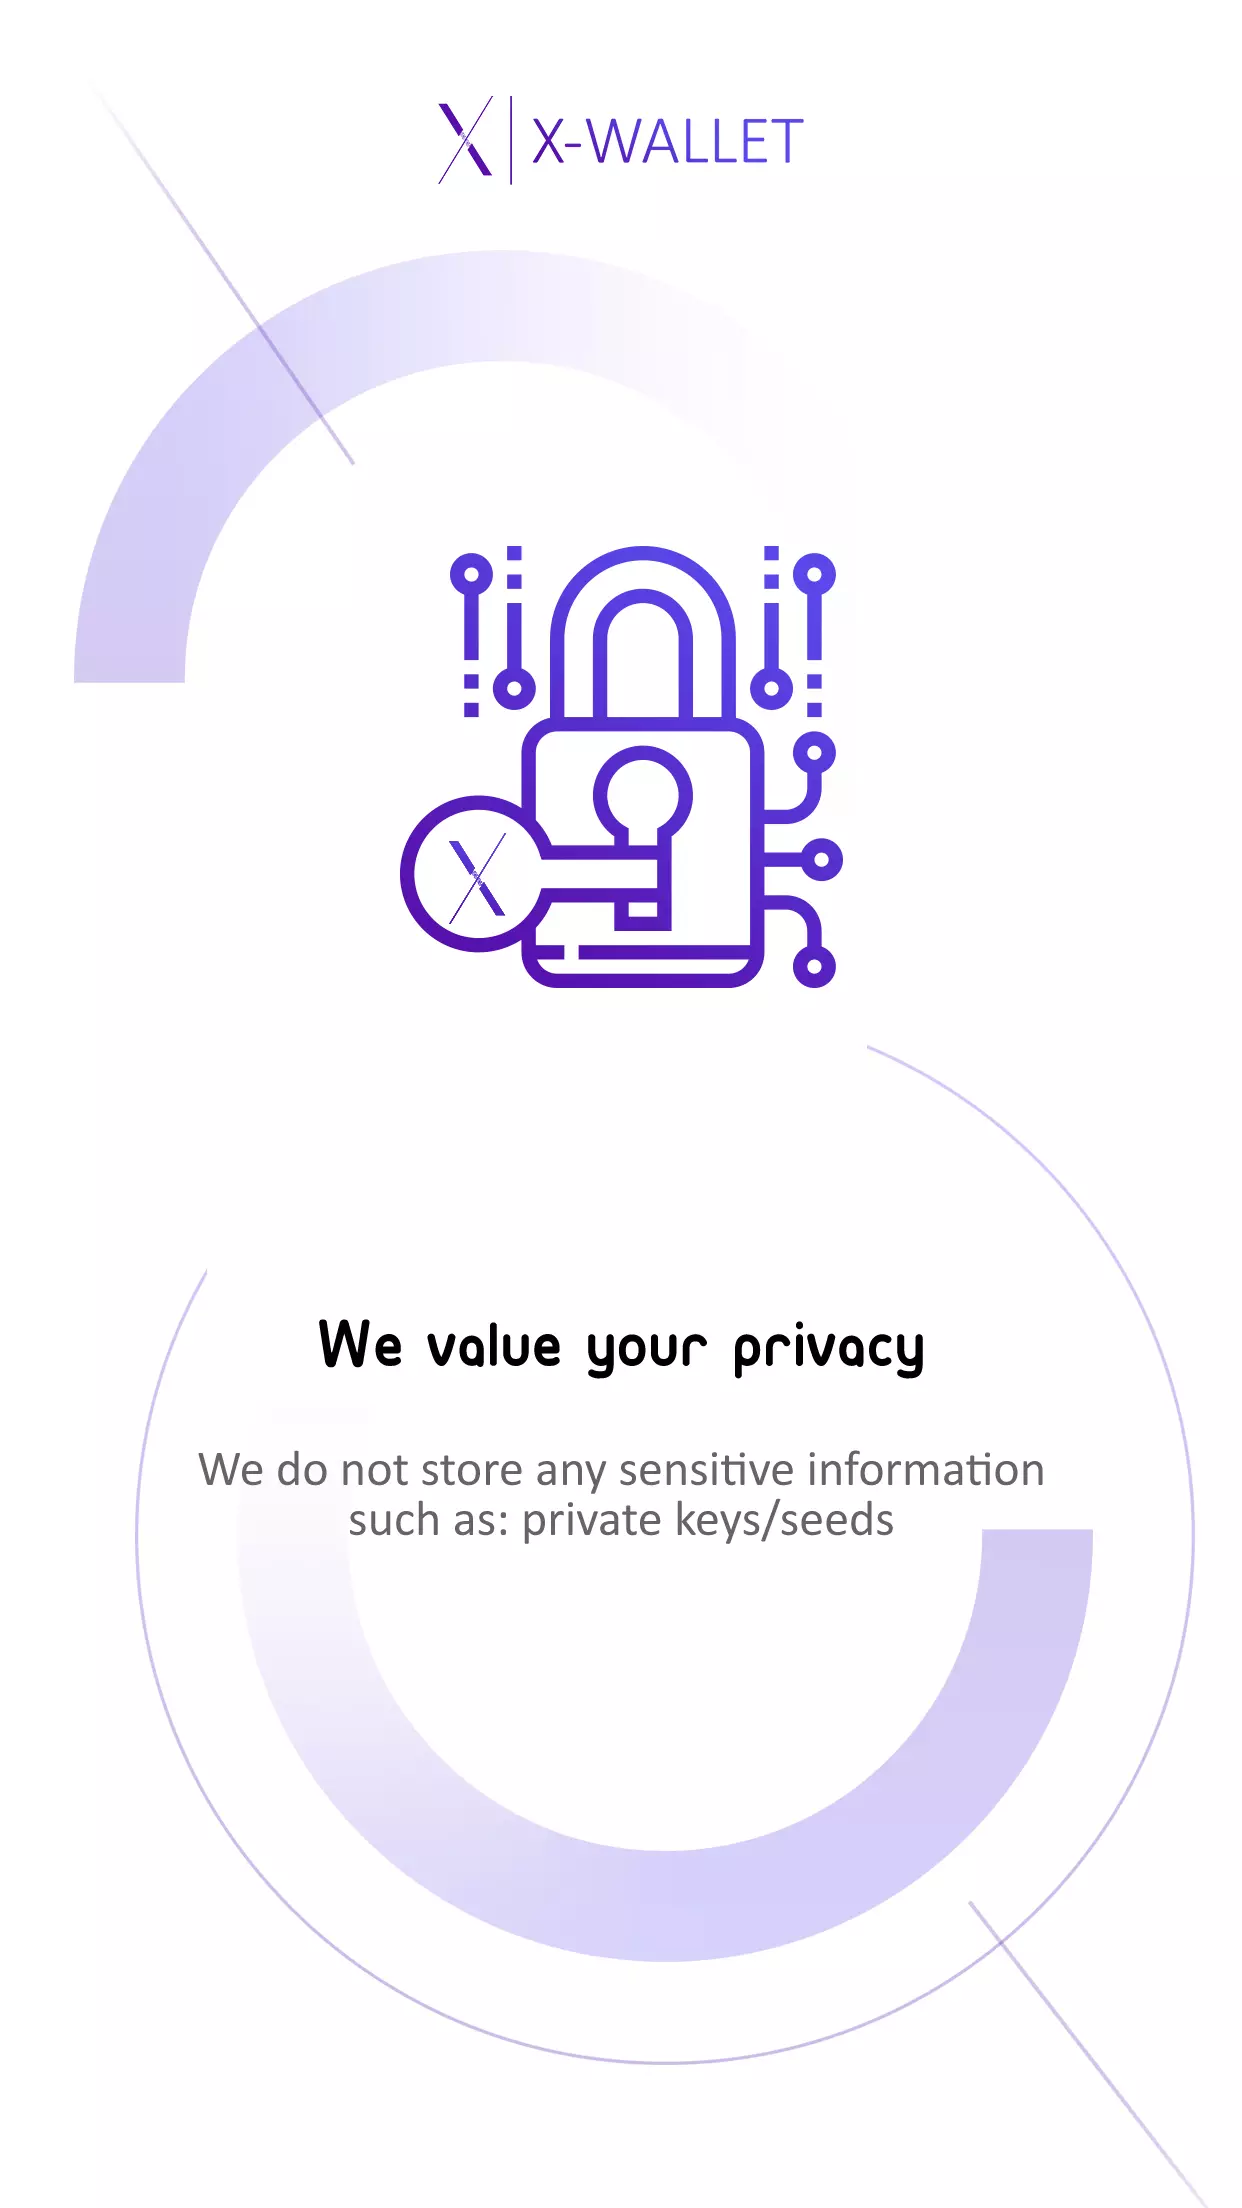 X-WALLET
We value your privacy
We do not store any sensitive information
such as: private keys/seeds